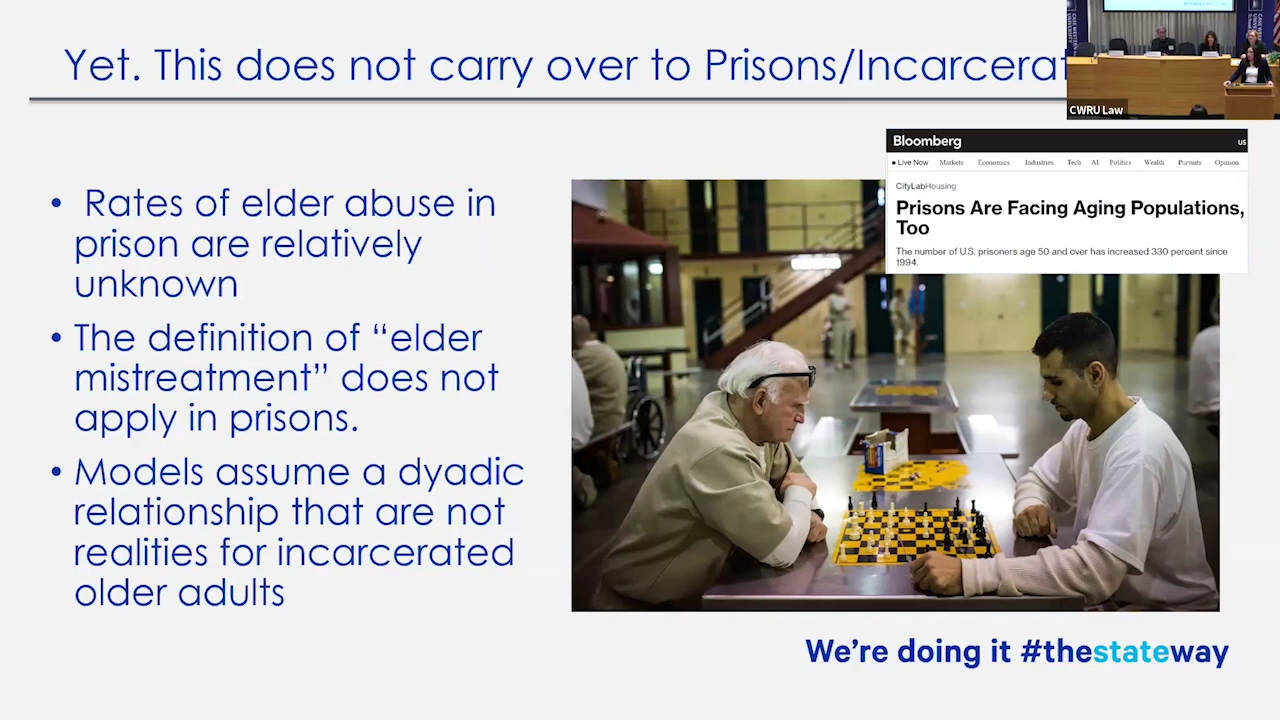 Yet. This does not carry over to Prisons/Incarcerat
CWRU Law
Bloomberg
US
Live Now Markets Economics Industries Tech AI Politics Wealth Pursuits Opinion
CityLabHousing
Prisons Are Facing Aging Populations,
Too
The number of U.S. prisoners age 50 and over has increased 330 percent since
1994.
• Rates of elder abuse in
prison are relatively
unknown
• The definition of “elder
mistreatment” does not
apply in prisons.
• Models assume a dyadic
relationship that are not
realities for incarcerated
older adults
We’re doing it #thestateway